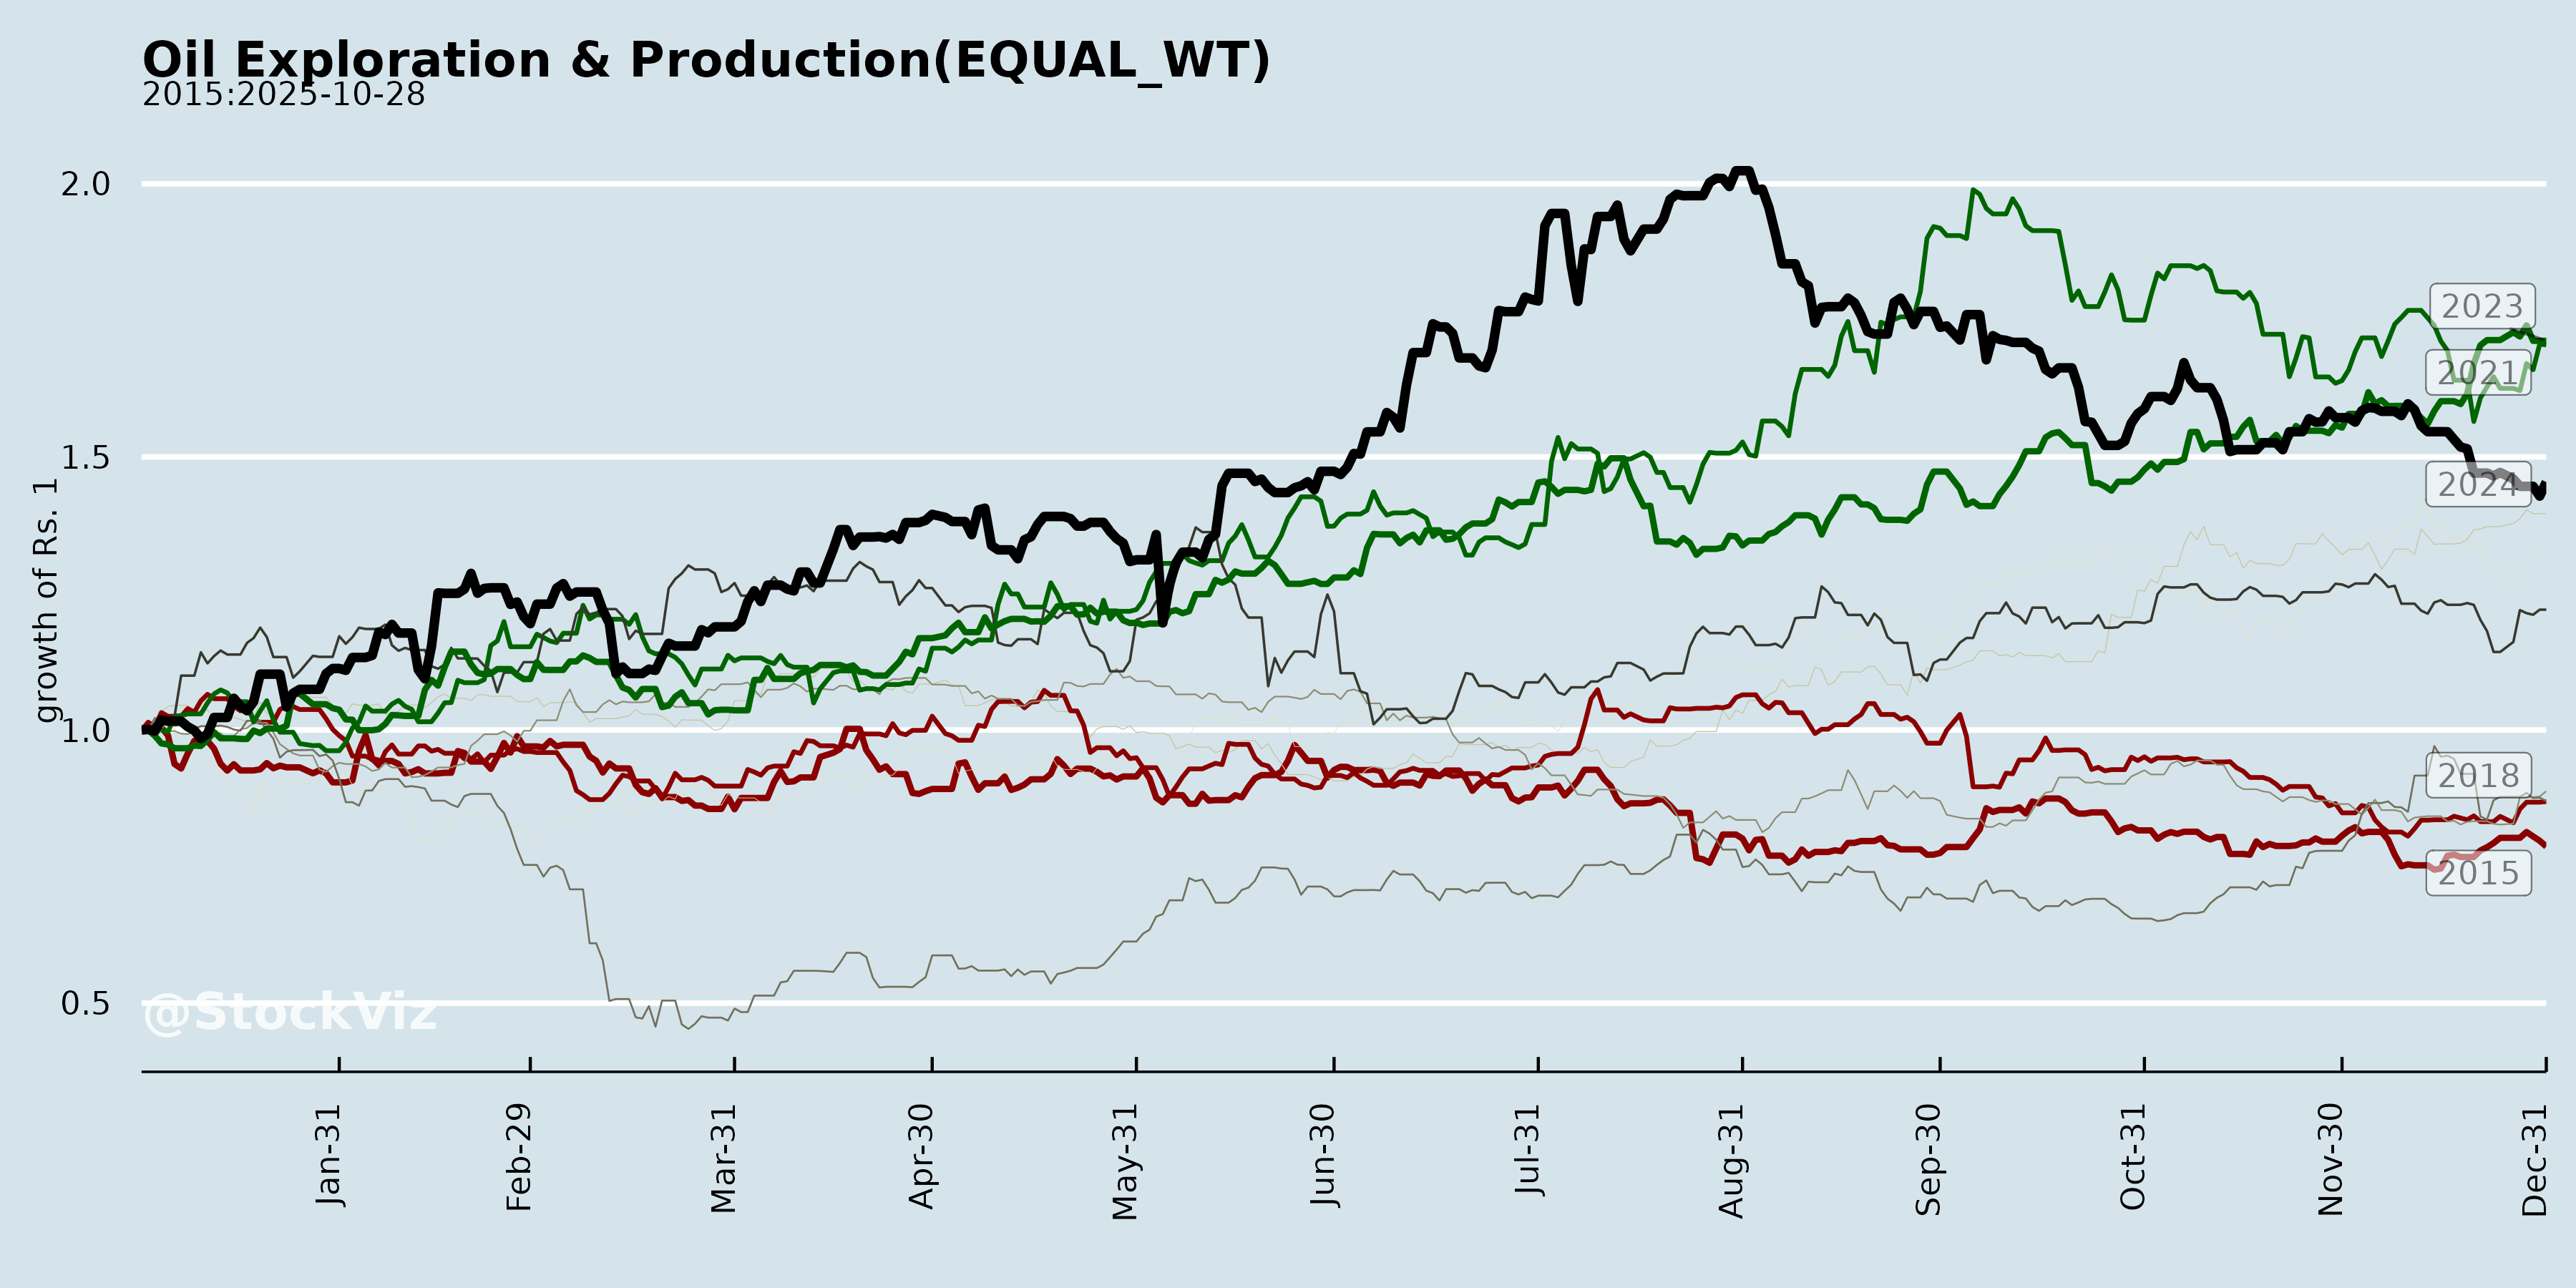 Oil Exploration & Production(EQUAL_WT)
2015:2025-10-28
growth of Rs. 1
2.0
1.5
1.0
0.5
2023
2021
2024
2018
2015
@StockViz
Jan-31
Feb-29
Mar-31
Apr-30
May-31
Jun-30
Jul-31
Aug-31
Sep-30
Oct-31
Nov-30
Dec-31